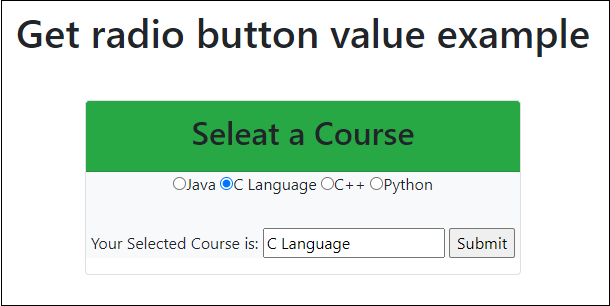 Get radio button value example
Seleat a Course
Java C Language C++ Python
Your Selected Course is: C Language Submit